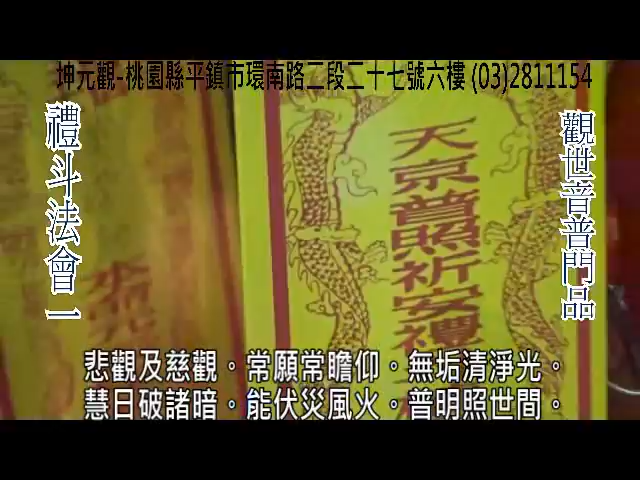 坤元觀-桃園縣平鎮市環南路二段二十七號六樓 (03)2811154
觀世音普門品
禮斗法會一
天京普照祈安禮
悲觀及慈觀。常願常瞻仰。無垢清淨光。
慧日破諸暗。能伏災風火。普明照世間。